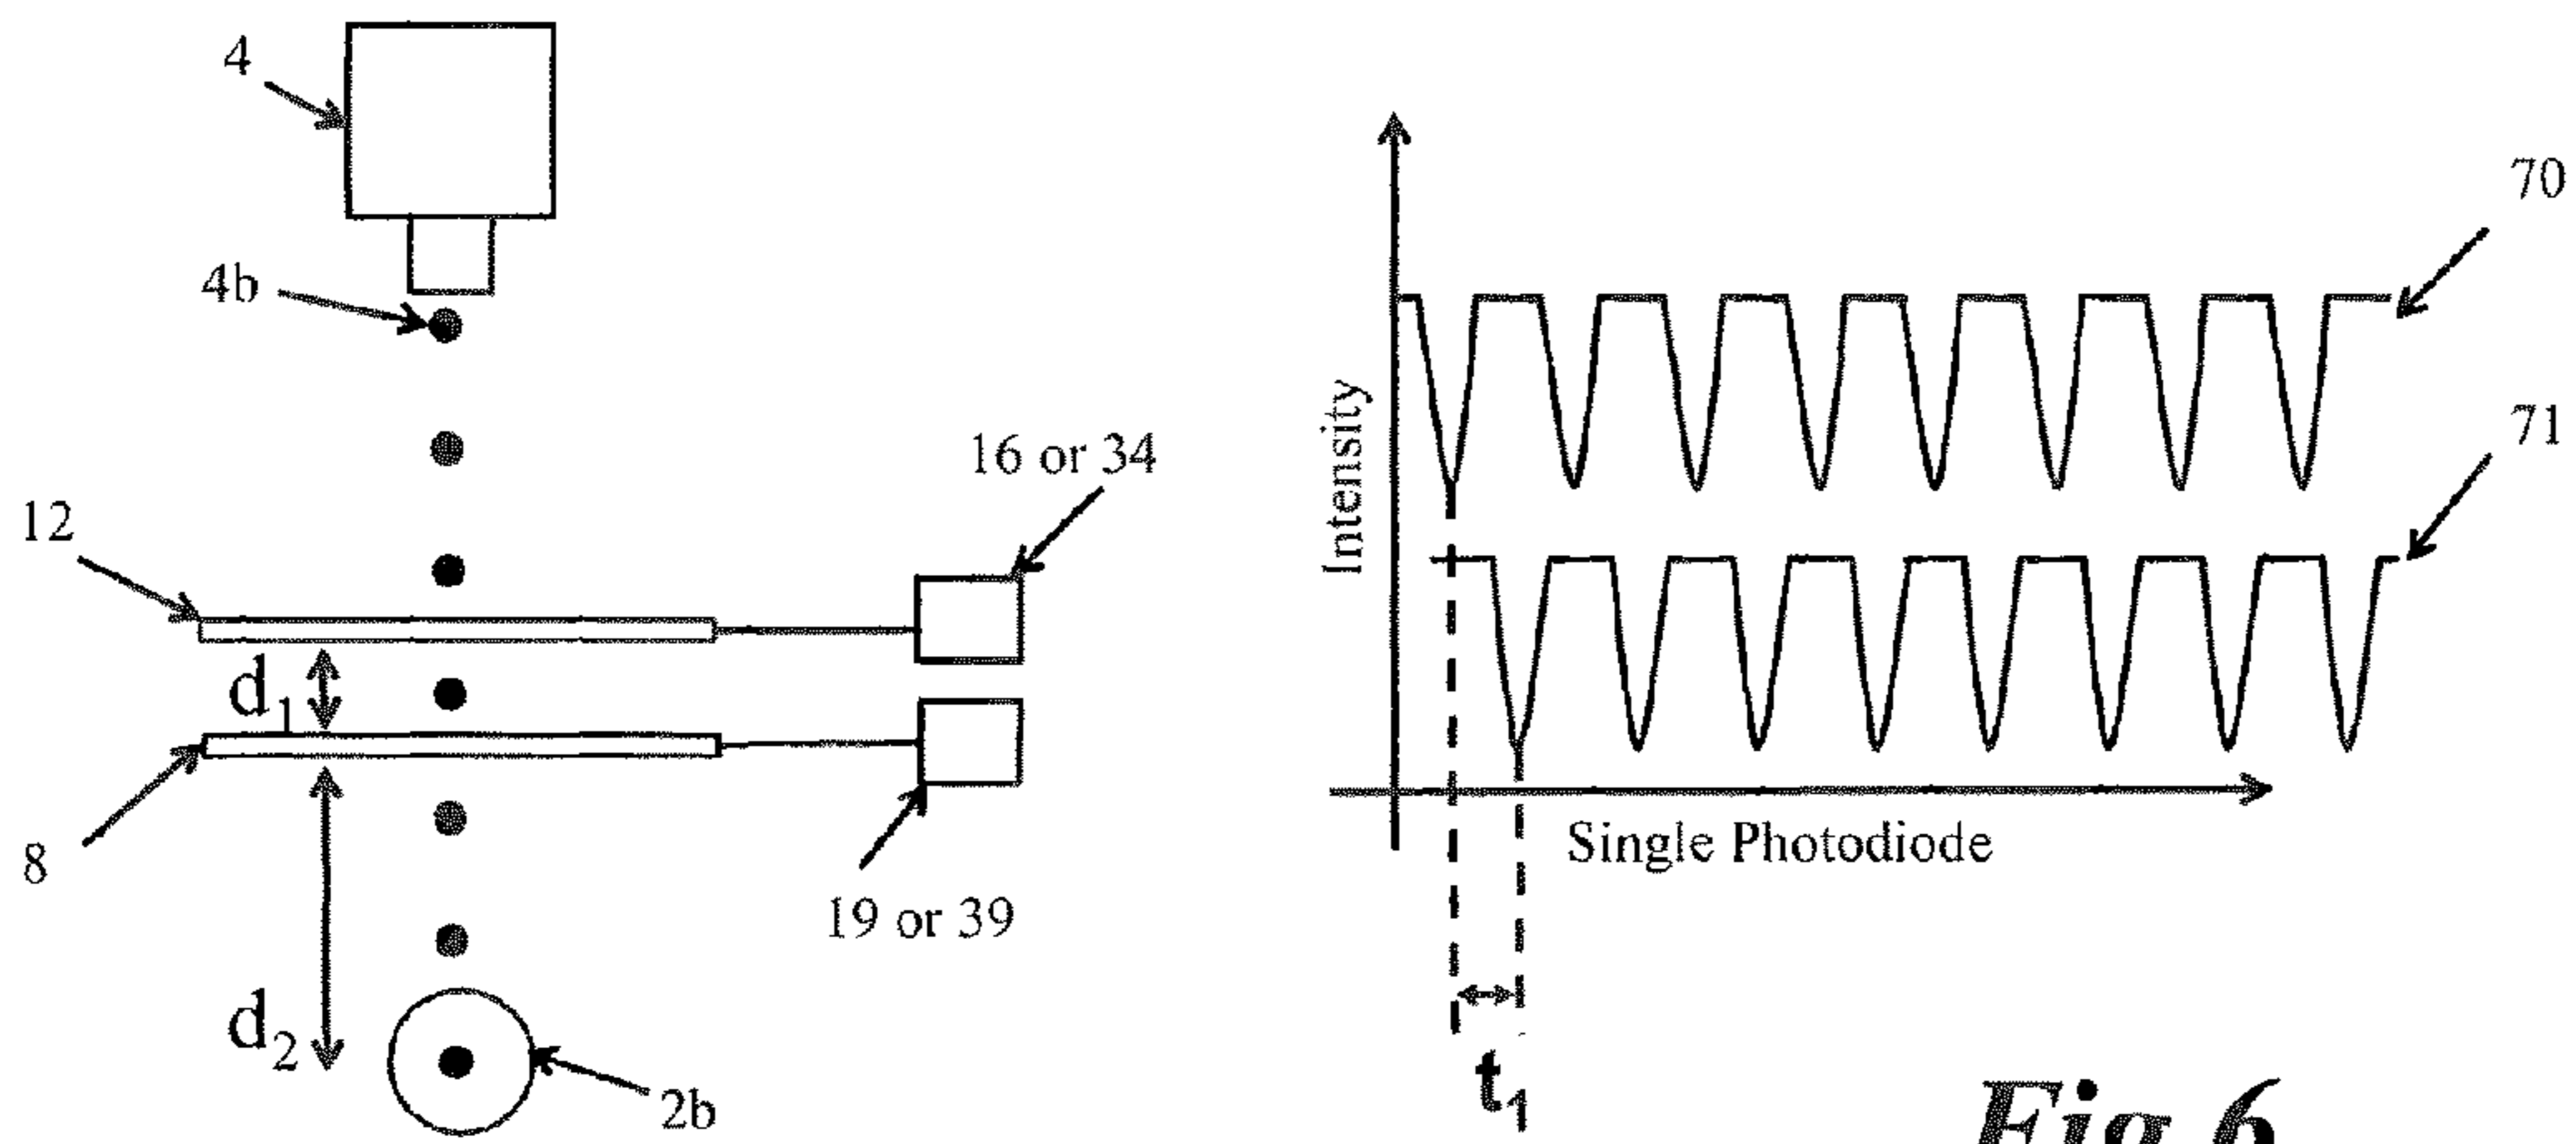 4
4b
12
16 or 34
d1
8
19 or 39
d2
2b
Intensity
70
71
Single Photodiode
t1
Fig 6